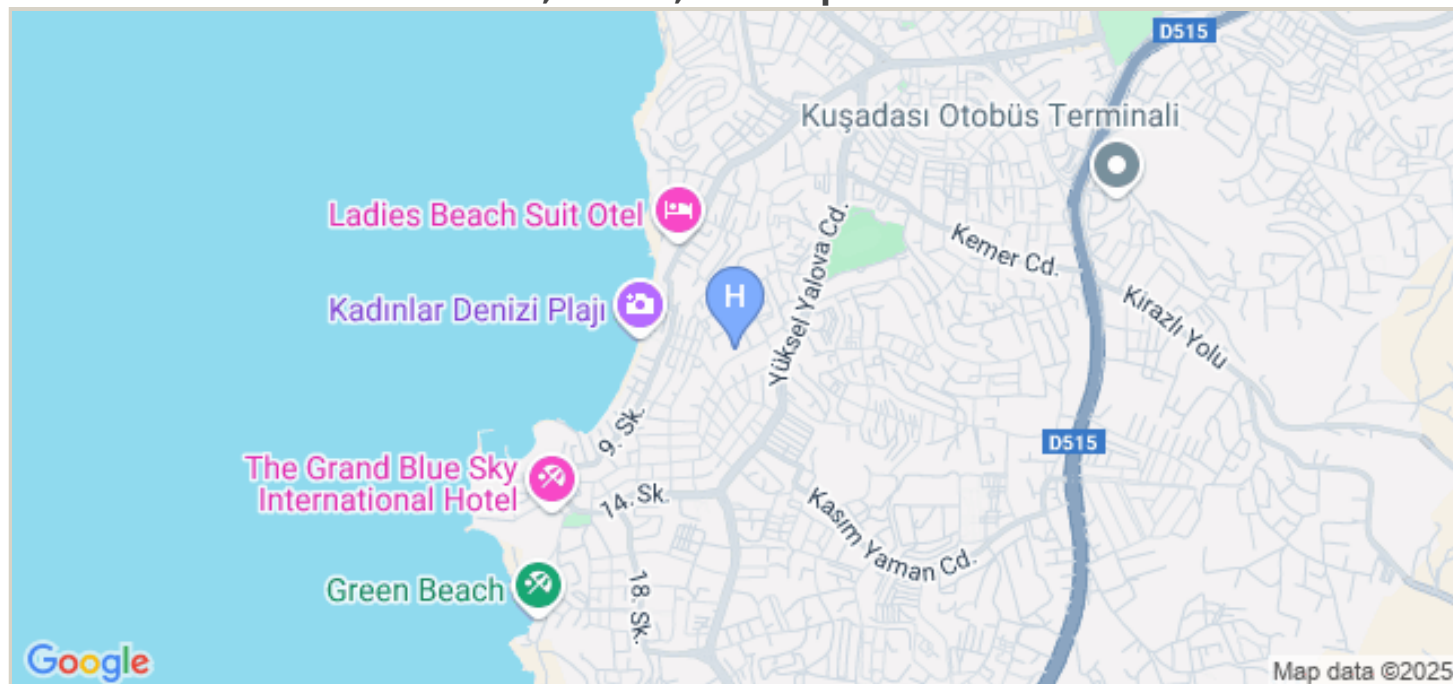 D515
Kuşadası Otobüs Terminali
Ladies Beach Suit Otel
Yüksel Yalova Cd.
Kemer Cd.
H
Kadınlar Denizi Plajı
Kirazlı Yolu
9. Sk.
D515
The Grand Blue Sky
International Hotel
14. Sk.
Kasım Yaman Cd.
Green Beach
18. Sk.
Google
Map data ©2025